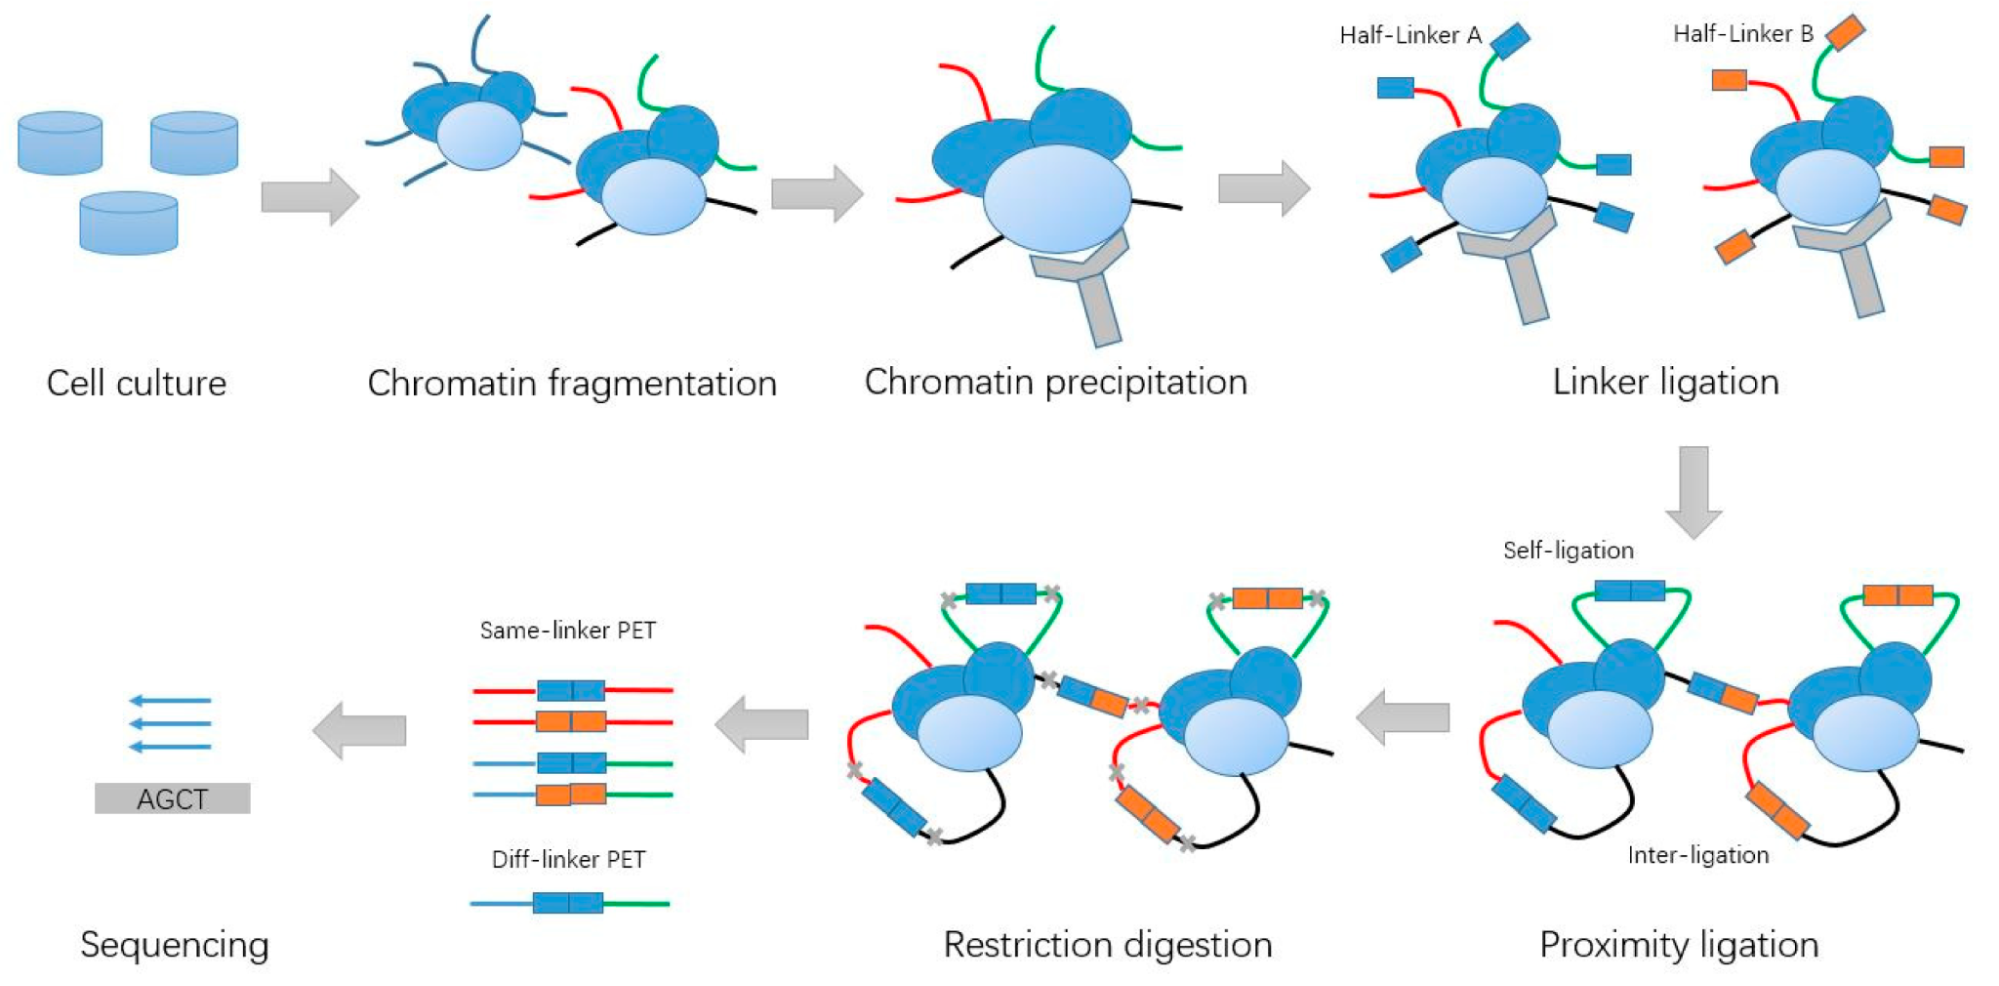 Half-Linker A
Half-Linker B
Cell culture
Chromatin fragmentation
Chromatin precipitation
Linker ligation
Self-ligation
Inter-ligation
Proximity ligation
Restriction digestion
Same-linker PET
Diff-linker PET
AGCT
Sequencing